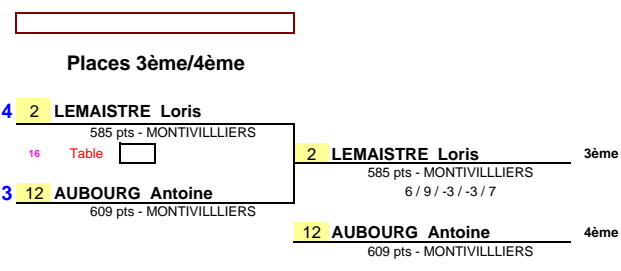 Places 3ème/4ème
4 2 LEMAISTRE Loris
585 pts - MONTIVILLLIERS
16 Table
2 LEMAISTRE Loris 3ème
585 pts - MONTIVILLLIERS
3 12 AUBOURG Antoine
6 / 9 / -3 / -3 / 7
609 pts - MONTIVILLLIERS
12 AUBOURG Antoine 4ème
609 pts - MONTIVILLLIERS